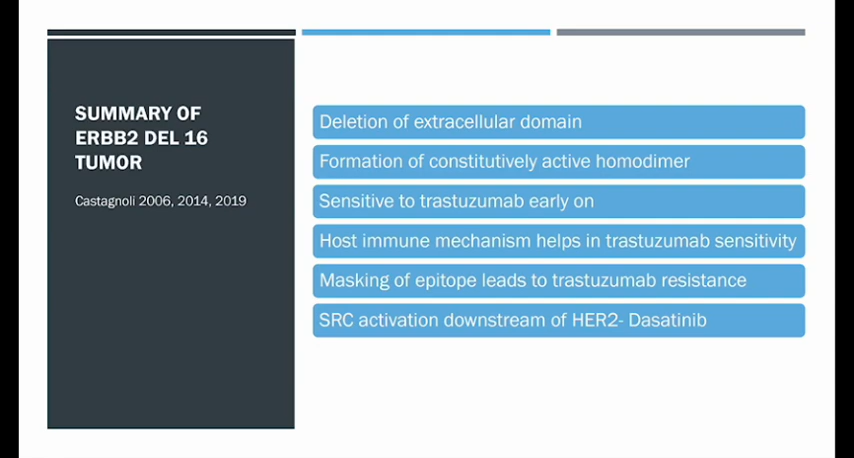 SUMMARY OF
ERBB2 DEL 16
TUMOR
Castagnoli 2006, 2014, 2019
Deletion of extracellular domain
Formation of constitutively active homodimer
Sensitive to trastuzumab early on
Host immune mechanism helps in trastuzumab sensitivity
Masking of epitope leads to trastuzumab resistance
SRC activation downstream of HER2- Dasatinib